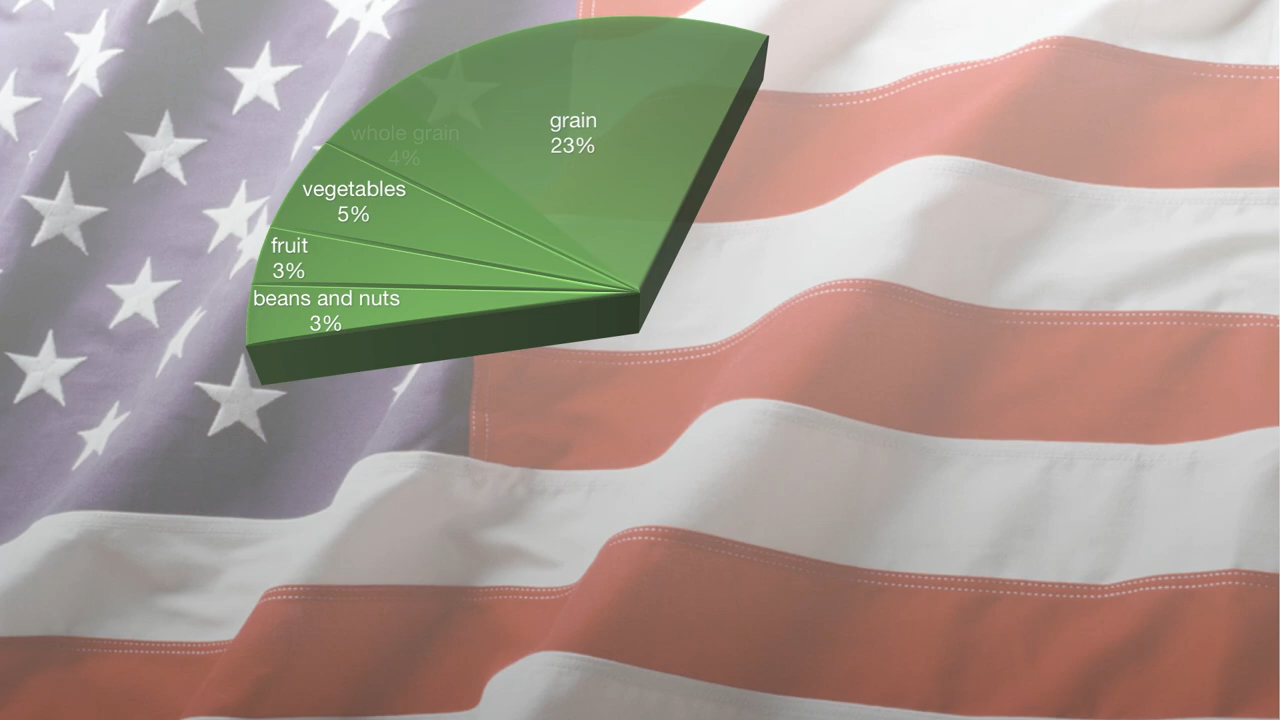 grain
23%
whole grain
4%
vegetables
5%
fruit
3%
beans and nuts
3%